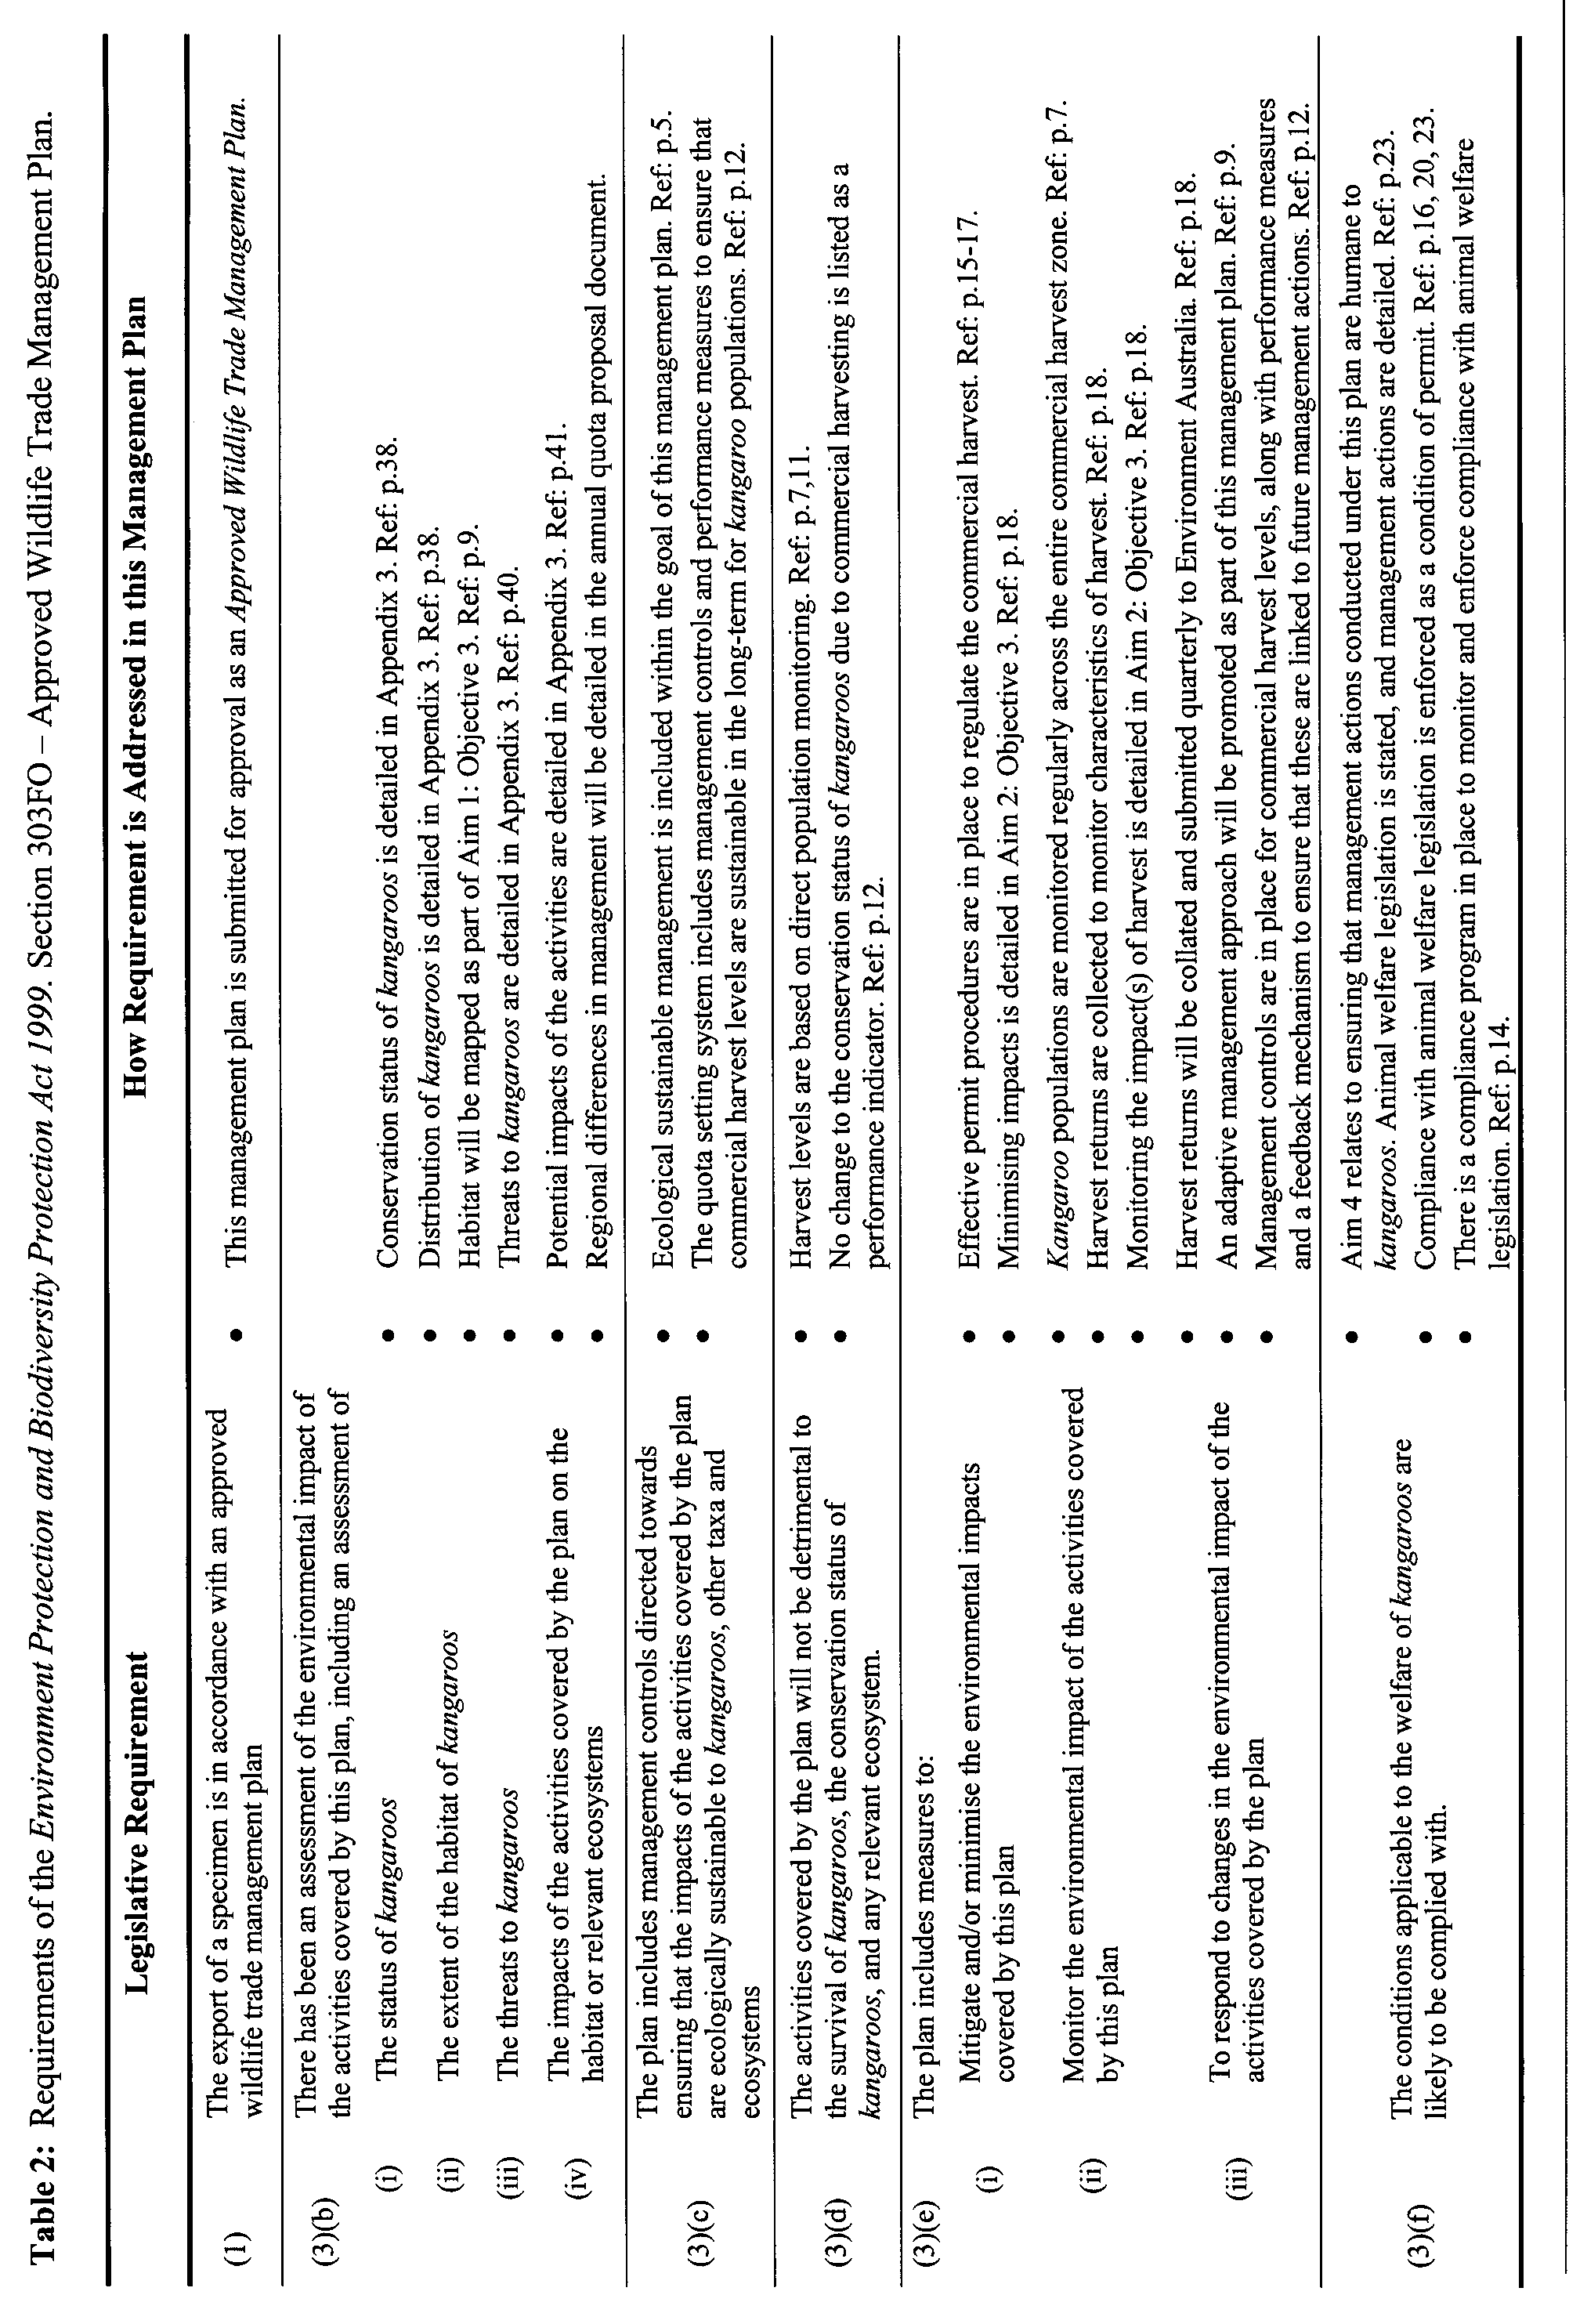 Table 2: Requirements of the Environment Protection and Biodiversity Protection Act 1999. Section 303FO – Approved Wildlife Trade Management Plan.
Legislative Requirement How Requirement is Addressed in this Management Plan
(1) The export of a specimen is in accordance with an approved
wildlife trade management plan
• This management plan is submitted for approval as an Approved Wildlife Trade Management Plan.
(3)(b) There has been an assessment of the environmental impact of
the activities covered by this plan, including an assessment of
(i) The status of kangaroos
• Conservation status of kangaroos is detailed in Appendix 3. Ref: p.38.
(ii) The extent of the habitat of kangaroos
• Distribution of kangaroos is detailed in Appendix 3. Ref: p.38.
• Habitat will be mapped as part of Aim 1: Objective 3. Ref: p.9.
(iii) The threats to kangaroos
• Threats to kangaroos are detailed in Appendix 3. Ref: p.40.
(iv) The impacts of the activities covered by the plan on the
habitat or relevant ecosystems
• Potential impacts of the activities are detailed in Appendix 3. Ref: p.41.
• Regional differences in management will be detailed in the annual quota proposal document.
(3)(c) The plan includes management controls directed towards
ensuring that the impacts of the activities covered by the plan
are ecologically sustainable to kangaroos, other taxa and
ecosystems
• Ecological sustainable management is included within the goal of this management plan. Ref: p.5.
• The quota setting system includes management controls and performance measures to ensure that
commercial harvest levels are sustainable in the long-term for kangaroo populations. Ref: p.12.
(3)(d) The activities covered by the plan will not be detrimental to
the survival of kangaroos, the conservation status of
kangaroos, and any relevant ecosystem.
• Harvest levels are based on direct population monitoring. Ref: p.7,11.
• No change to the conservation status of kangaroos due to commercial harvesting is listed as a
performance indicator. Ref: p.12.
(3)(e) The plan includes measures to:
(i) Mitigate and/or minimise the environmental impacts
covered by this plan
• Effective permit procedures are in place to regulate the commercial harvest. Ref: p.15-17.
• Minimising impacts is detailed in Aim 2: Objective 3. Ref: p.18.
(ii) Monitor the environmental impact of the activities covered
by this plan
• Kangaroo populations are monitored regularly across the entire commercial harvest zone. Ref: p.7.
• Harvest returns are collected to monitor characteristics of harvest. Ref: p.18.
• Monitoring the impact(s) of harvest is detailed in Aim 2: Objective 3. Ref: p.18.
(iii) To respond to changes in the environmental impact of the
activities covered by the plan
• Harvest returns will be collated and submitted quarterly to Environment Australia. Ref: p.18.
• An adaptive management approach will be promoted as part of this management plan. Ref: p.9.
• Management controls are in place for commercial harvest levels, along with performance measures
and a feedback mechanism to ensure that these are linked to future management actions. Ref: p.12.
(3)(f) The conditions applicable to the welfare of kangaroos are
likely to be complied with.
• Aim 4 relates to ensuring that management actions conducted under this plan are humane to
kangaroos. Animal welfare legislation is stated, and management actions are detailed. Ref: p.23.
• Compliance with animal welfare legislation is enforced as a condition of permit. Ref: p.16, 20, 23.
• There is a compliance program in place to monitor and enforce compliance with animal welfare
legislation. Ref: p.14.